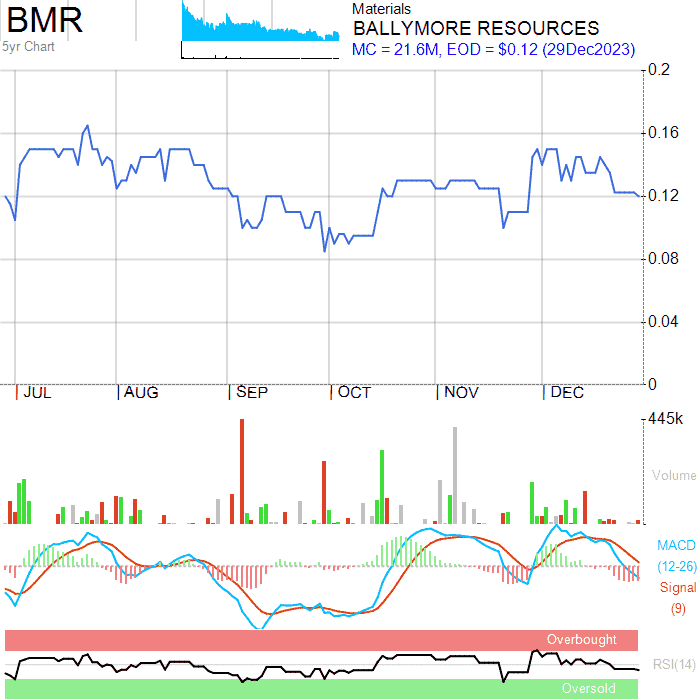 BMR
5yr Chart
Materials
BALLYMORE RESOURCES
MC = 21.6M, EOD = $0.12 (29Dec2023)
0.2
0.16
0.12
0.08
0.04
0
JUL AUG SEP OCT NOV DEC
445k
Volume
MACD
(12-26)
Signal
(9)
Overbought
RSI(14)
Oversold